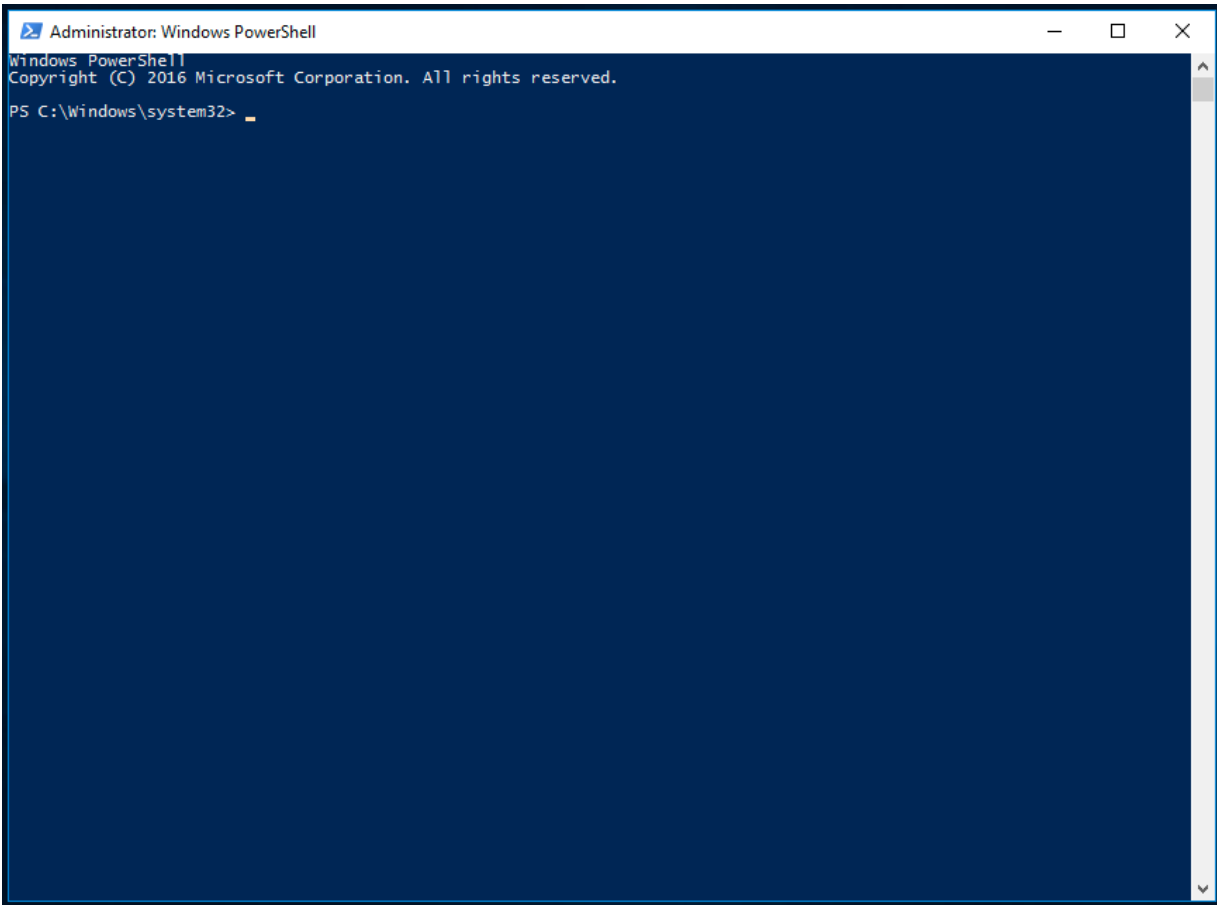 Administrator: Windows PowerShell
Windows PowerShell
Copyright (C) 2016 Microsoft Corporation. All rights reserved.
PS C:\Windows\system32>